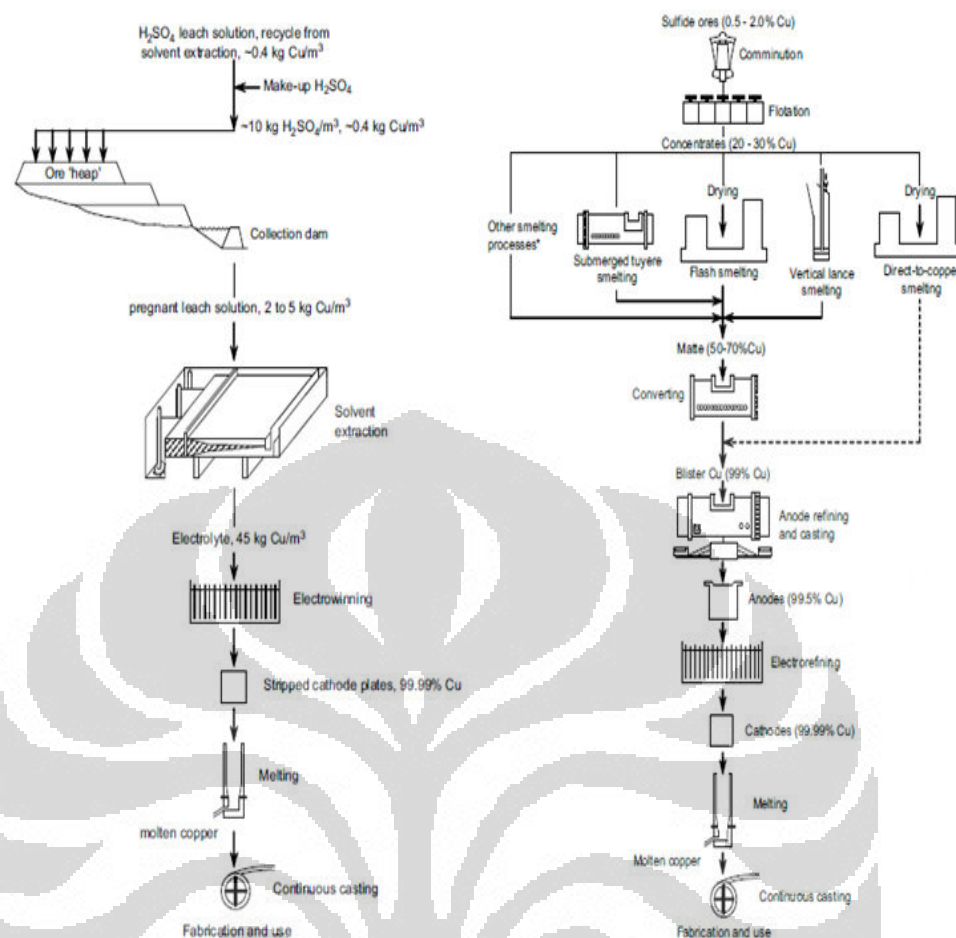 H₂SO₄ leach solution, recycle from
solvent extraction, ~0.4 kg Cu/m³
Make-up H₂SO₄
~10 kg H₂SO₄/m³, ~0.4 kg Cu/m³
Ore 'heap'
Collection dam
pregnant leach solution, 2 to 5 kg Cu/m³
Solvent
extraction
Electrolyte, 45 kg Cu/m³
Electrowinning
Stripped cathode plates, 99.99% Cu
Melting
molten copper
Continuous casting
Fabrication and use
Sulfide ores (0.5 - 2.0% Cu)
Comminution
Flotation
Concentrates (20 - 30% Cu)
Other smelting
processes*
Submerged tuyere
smelting
Drying
Flash smelting
Vertical lance
smelting
Drying
Direct-to-copper
smelting
Matte (50-70%Cu)
Converting
Blister Cu (99% Cu)
Anode refining
and casting
Anodes (99.5% Cu)
Electrorefining
Cathodes (99.99% Cu)
Melting
Molten copper
Continuous casting
Fabrication and use